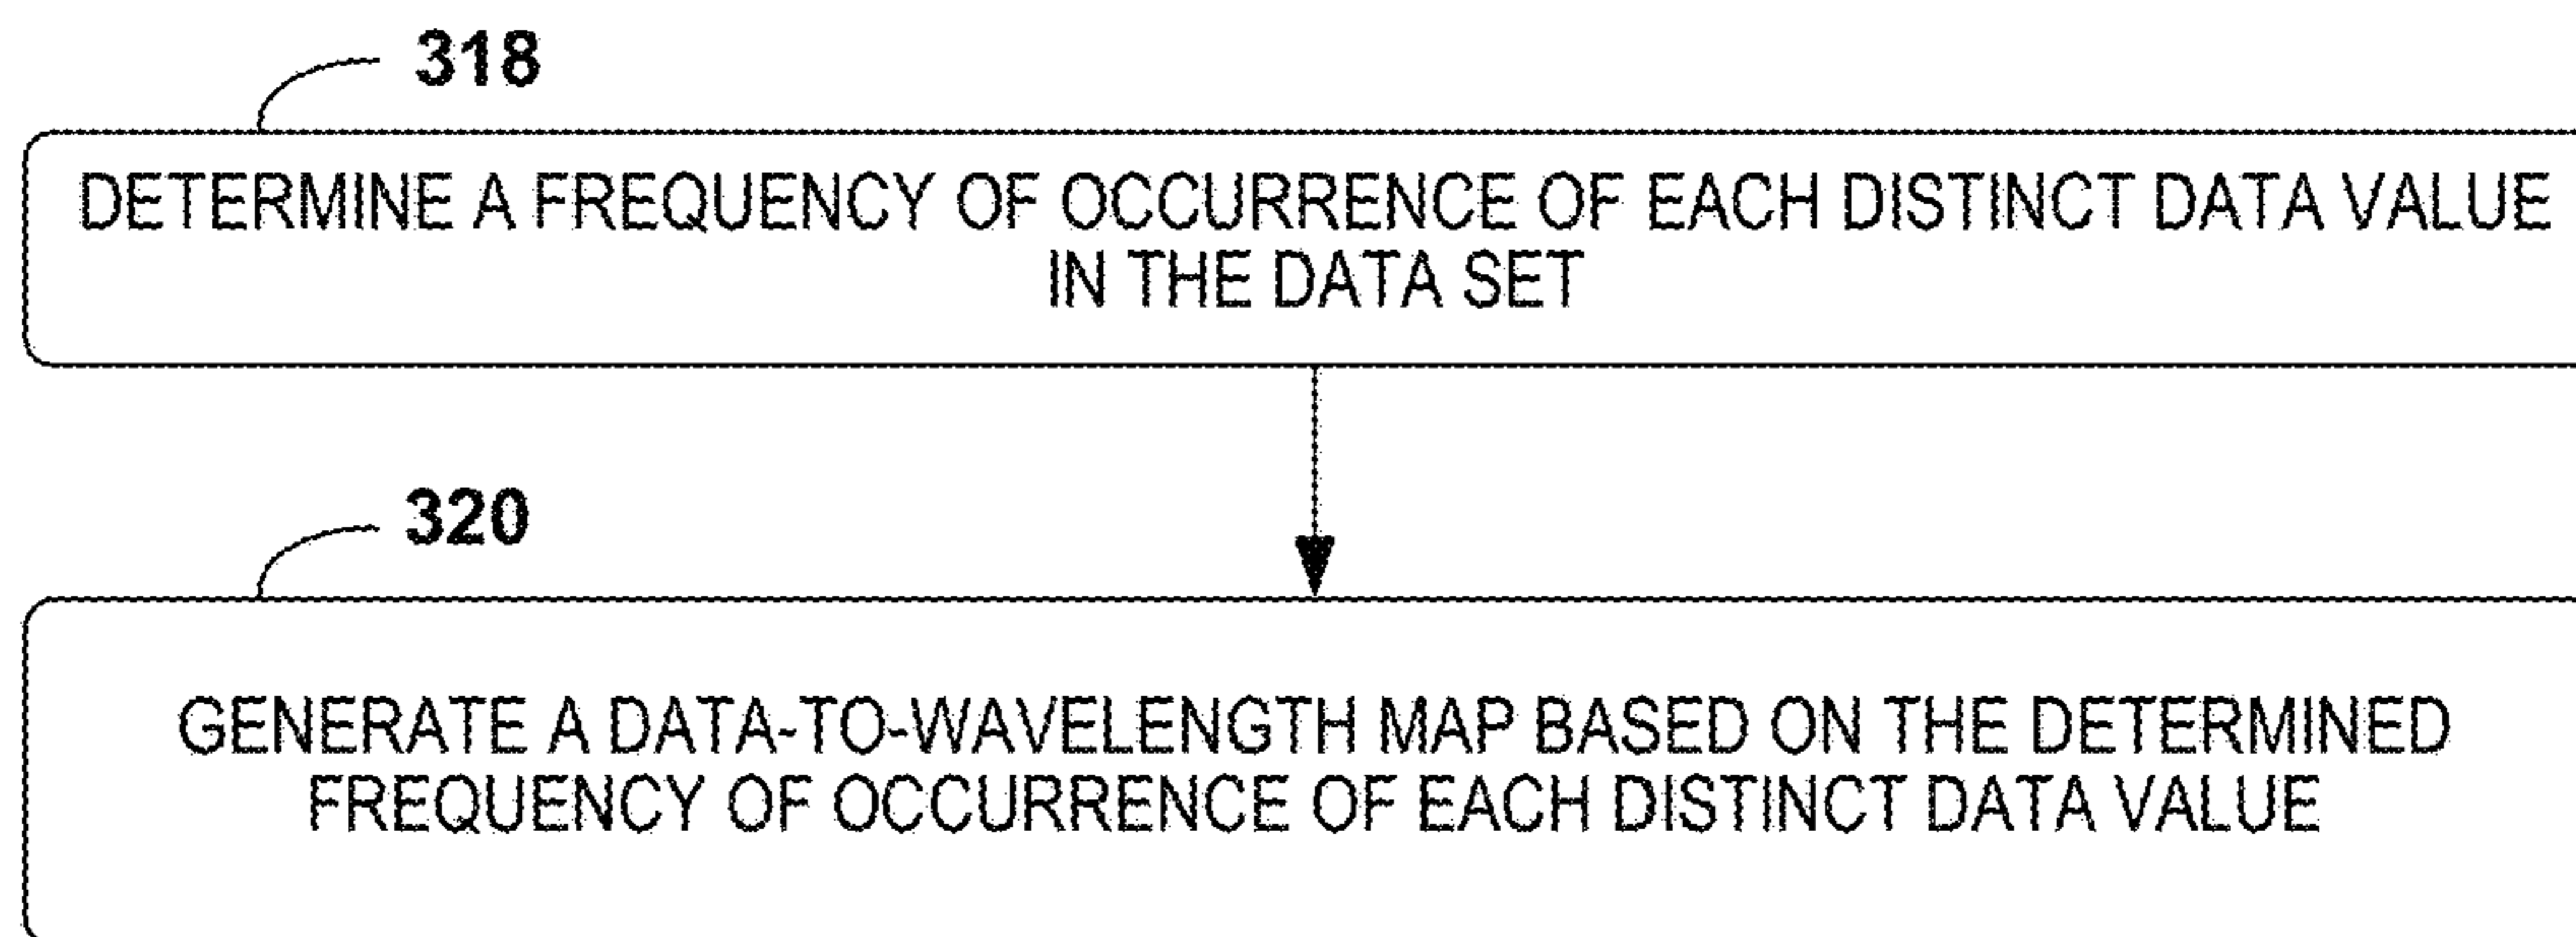 318
DETERMINE A FREQUENCY OF OCCURRENCE OF EACH DISTINCT DATA VALUE
IN THE DATA SET
320
GENERATE A DATA-TO-WAVELENGTH MAP BASED ON THE DETERMINED
FREQUENCY OF OCCURRENCE OF EACH DISTINCT DATA VALUE